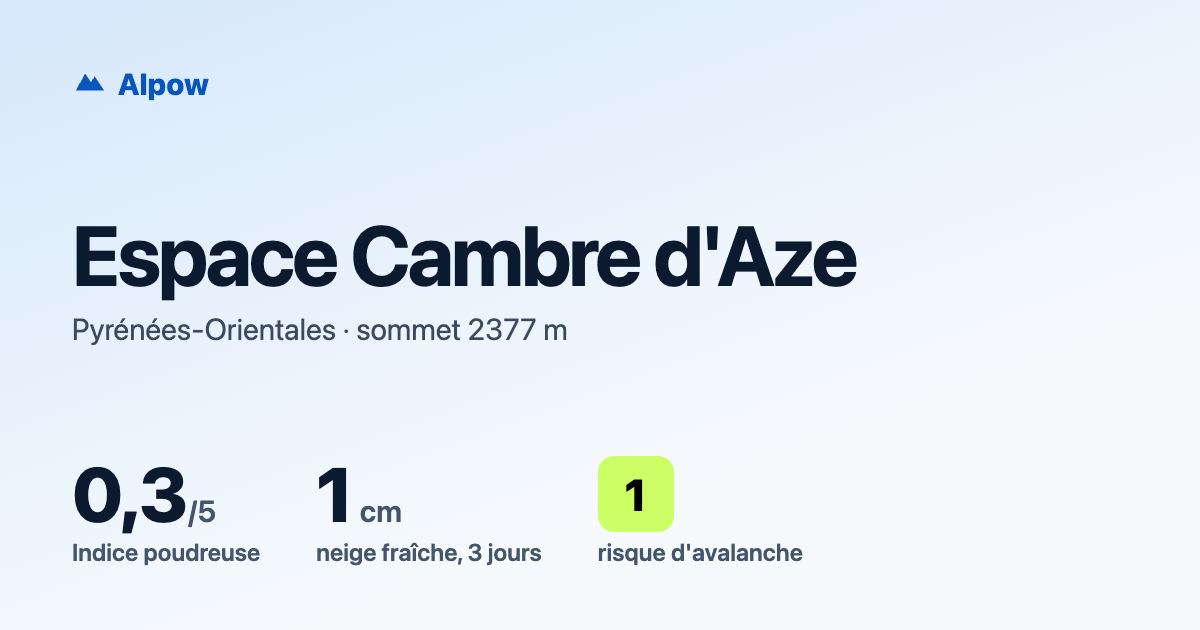 Alpow
Espace Cambre d'Aze
Pyrénées-Orientales · sommet 2377 m
0,3/5
Indice poudreuse
1 cm
neige fraîche, 3 jours
1
risque d'avalanche